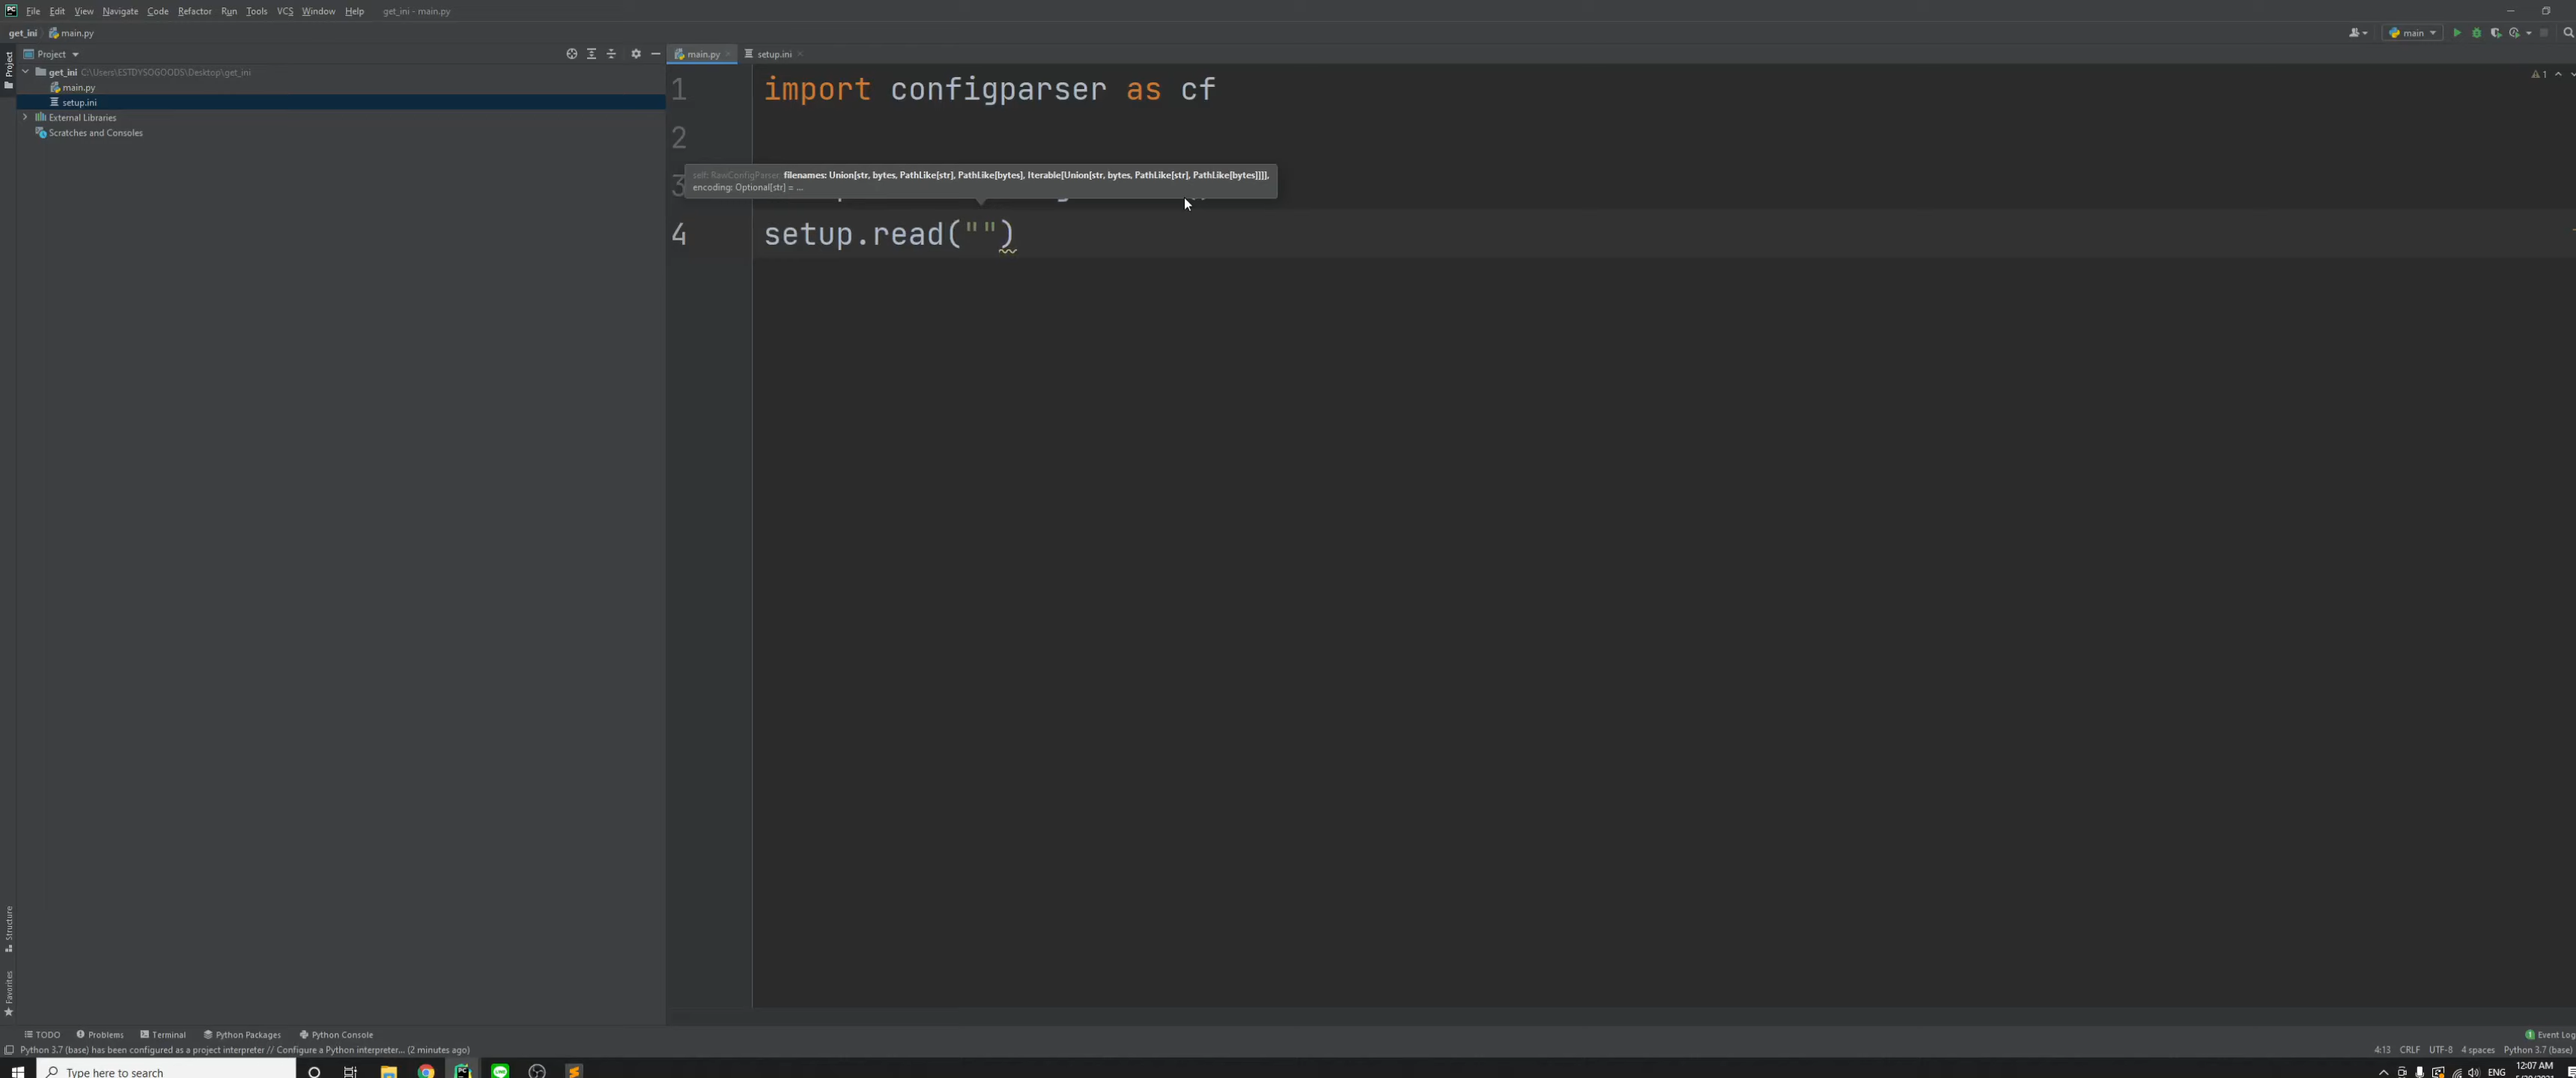 File Edit View Navigate Code Refactor Run Tools VCS Window Help get_ini - main.py
get_ini main.py main
Project main.py setup.ini
Project
get_ini C:\Users\ESTDYSOGOODS\Desktop\get_ini
main.py
setup.ini
External Libraries
Scratches and Consoles
1 import configparser as cf
1
2
3
self: RawConfigParser, filenames: Union[str, bytes, PathLike[str], PathLike[bytes], Iterable[Union[str, bytes, PathLike[str], PathLike[bytes]]]],
encoding: Optional[str] = ...
4 setup.read("")
Structure
Favorites
TODO Problems Terminal Python Packages Python Console 1 Event Log
Python 3.7 (base) has been configured as a project interpreter // Configure a Python interpreter... (2 minutes ago) 4:13 CRLF UTF-8 4 spaces Python 3.7 (base)
Type here to search ENG 12:07 AM